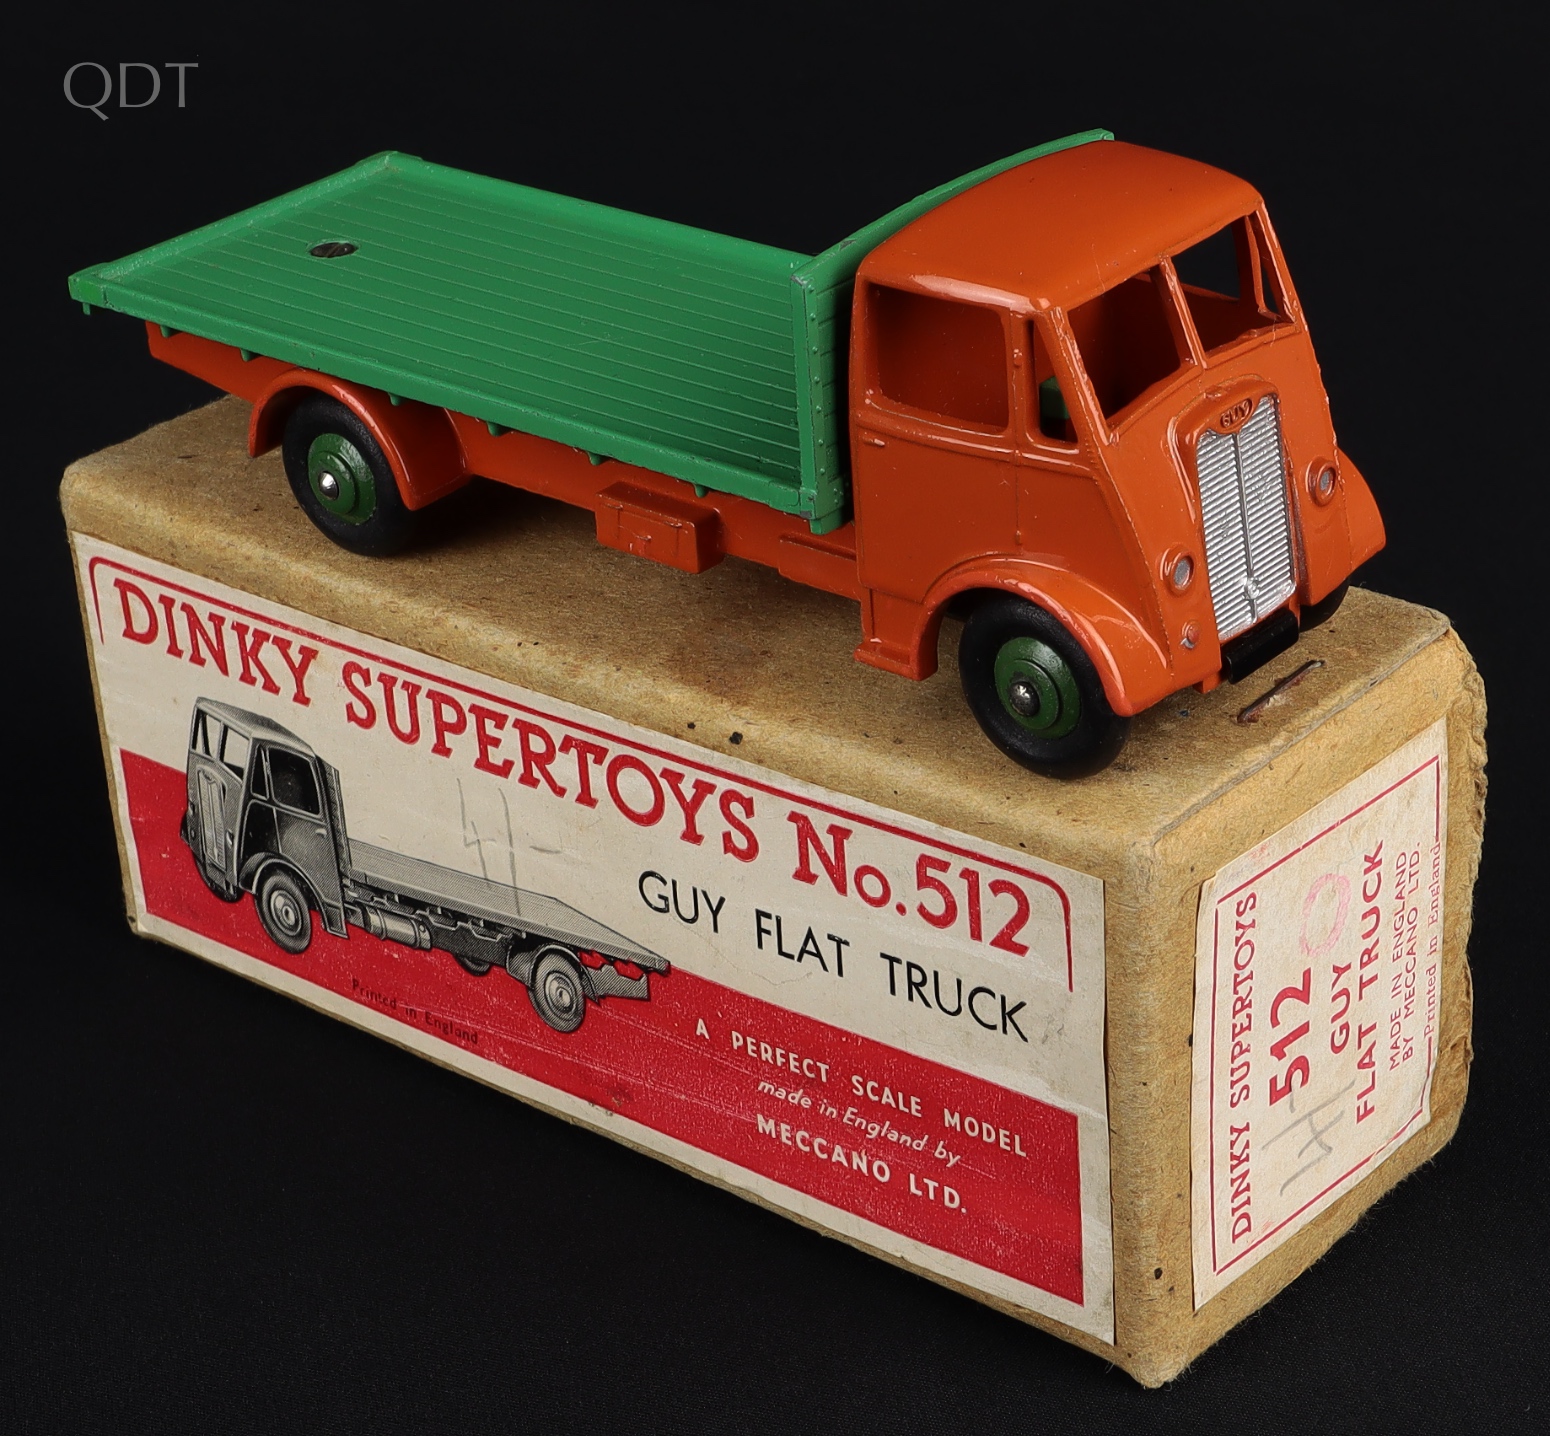 QDT
GUY
DINKY SUPERTOYS No. 512
GUY FLAT TRUCK
Printed in England
A PERFECT SCALE MODEL
made in England by
MECCANO LTD.
DINKY SUPERTOYS
512
GUY
FLAT TRUCK
MADE IN ENGLAND
BY MECCANO LTD.
Printed in England